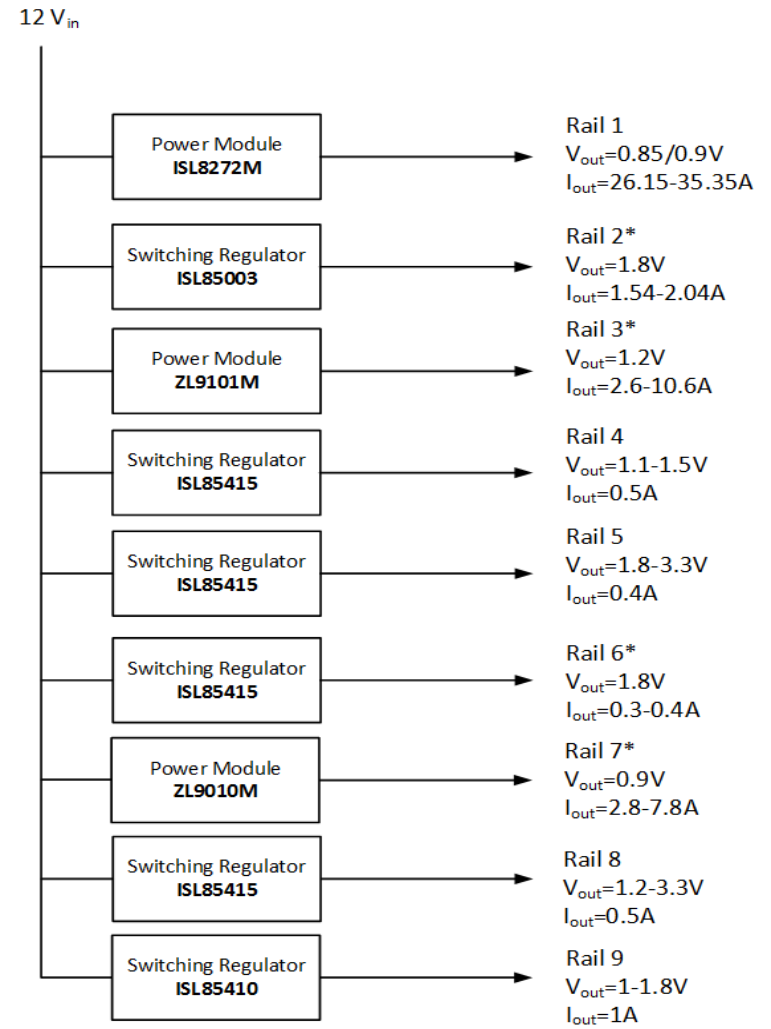 12 Vin
Power Module
ISL8272M
Rail 1
Vout=0.85/0.9V
Iout=26.15-35.35A
Switching Regulator
ISL85003
Rail 2*
Vout=1.8V
Iout=1.54-2.04A
Power Module
ZL9101M
Rail 3*
Vout=1.2V
Iout=2.6-10.6A
Switching Regulator
ISL85415
Rail 4
Vout=1.1-1.5V
Iout=0.5A
Switching Regulator
ISL85415
Rail 5
Vout=1.8-3.3V
Iout=0.4A
Switching Regulator
ISL85415
Rail 6*
Vout=1.8V
Iout=0.3-0.4A
Power Module
ZL9010M
Rail 7*
Vout=0.9V
Iout=2.8-7.8A
Switching Regulator
ISL85415
Rail 8
Vout=1.2-3.3V
Iout=0.5A
Switching Regulator
ISL85410
Rail 9
Vout=1-1.8V
Iout=1A